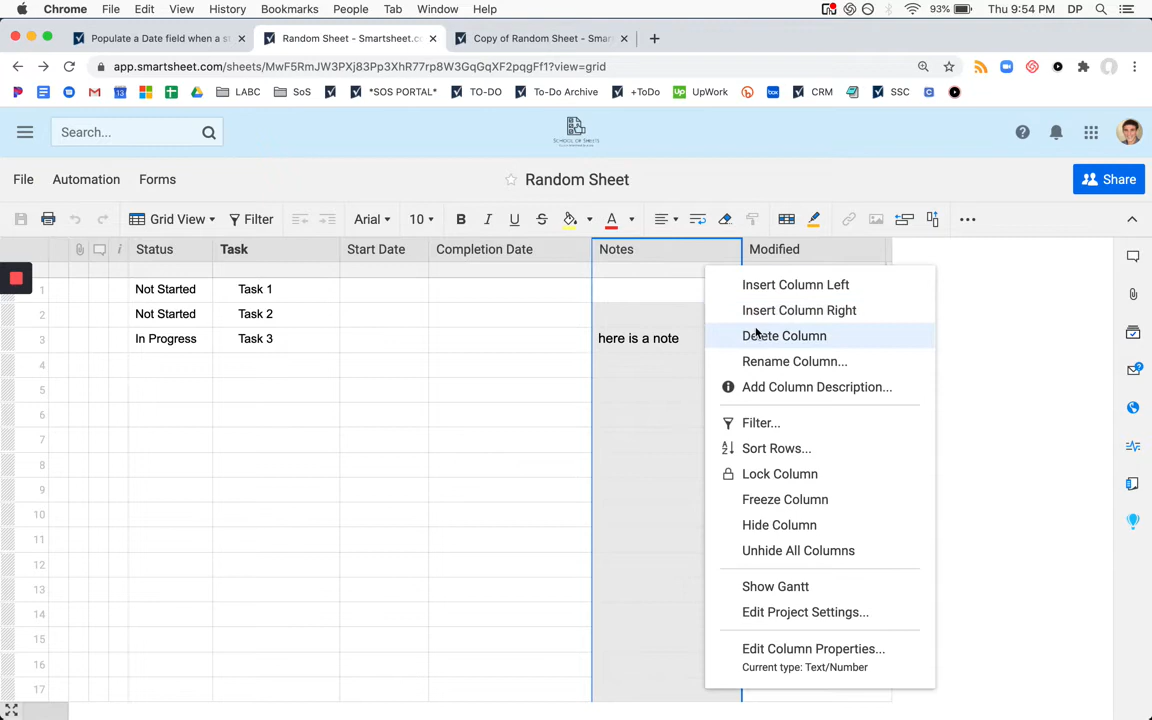 Chrome File Edit View History Bookmarks People Tab Window Help 93% Thu 9:54 PM DP
Populate a Date field when a st × Random Sheet - Smartsheet.co × Copy of Random Sheet - Smart × +
app.smartsheet.com/sheets/MwF5RmJW3PXj83Pp3XhR77rp8W3GqGqXF2pqgFf1?view=grid
LABC SoS *SOS PORTAL* TO-DO To-Do Archive +ToDo UpWork CRM SSC
Search...
SCHOOL OF SHEETS
File Automation Forms Random Sheet Share
Grid View Filter Arial 10 B I U S A
Status Task Start Date Completion Date Notes Modified
1 Not Started Task 1
2 Not Started Task 2
3 In Progress Task 3 here is a note
4
5
6
7
8
9
10
11
12
13
14
15
16
17
Insert Column Left
Insert Column Right
Delete Column
Rename Column...
Add Column Description...
Filter...
Sort Rows...
Lock Column
Freeze Column
Hide Column
Unhide All Columns
Show Gantt
Edit Project Settings...
Edit Column Properties...
Current type: Text/Number